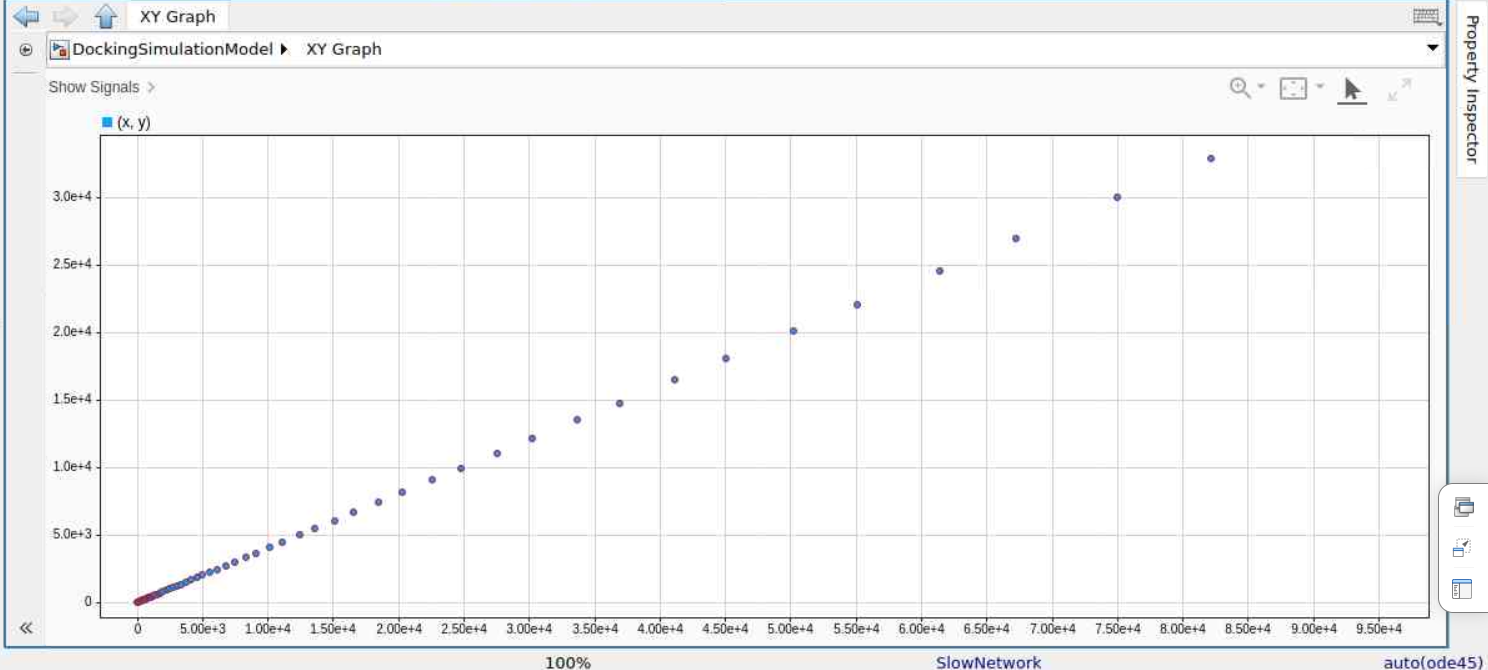 XY Graph
DockingSimulationModel XY Graph
Show Signals
Property Inspector
(x, y)
3.0e+4
2.5e+4
2.0e+4
1.5e+4
1.0e+4
5.0e+3
0
0 5.00e+3 1.00e+4 1.50e+4 2.00e+4 2.50e+4 3.00e+4 3.50e+4 4.00e+4 4.50e+4 5.00e+4 5.50e+4 6.00e+4 6.50e+4 7.00e+4 7.50e+4 8.00e+4 8.50e+4 9.00e+4 9.50e+4
100% SlowNetwork auto(ode45)